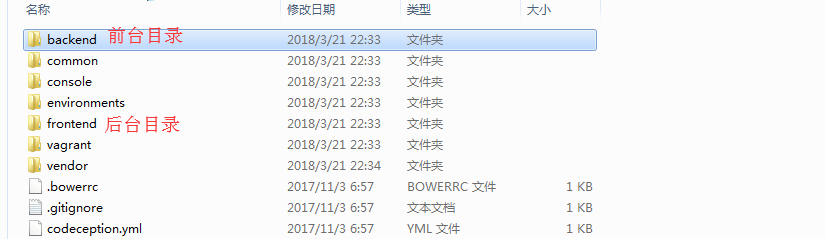 名称 修改日期 类型 大小
backend 前台目录 2018/3/21 22:33 文件夹
common 2018/3/21 22:33 文件夹
console 2018/3/21 22:33 文件夹
environments 2018/3/21 22:33 文件夹
frontend 后台目录 2018/3/21 22:33 文件夹
vagrant 2018/3/21 22:33 文件夹
vendor 2018/3/21 22:34 文件夹
.bowerrc 2017/11/3 6:57 BOWERRC 文件 1 KB
.gitignore 2017/11/3 6:57 文本文档 1 KB
codeception.yml 2017/11/3 6:57 YML 文件 1 KB